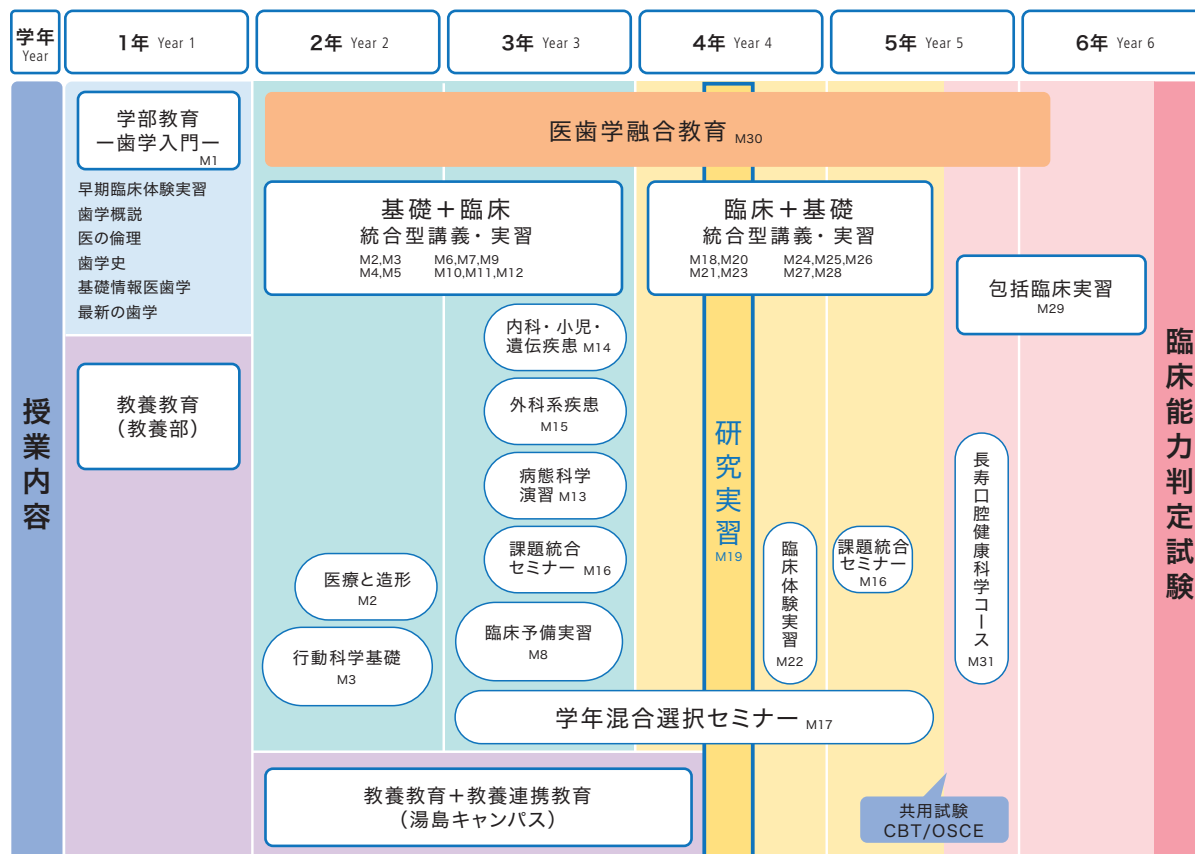 学年
Year
1年 Year 1
2年 Year 2
3年 Year 3
4年 Year 4
5年 Year 5
6年 Year 6
授業内容
学部教育
―歯学入門―
M1
早期臨床体験実習
歯学概説
医の倫理
歯学史
基礎情報医歯学
最新の歯学
教養教育
（教養部）
医歯学融合教育 M30
基礎＋臨床
統合型講義・実習
M2,M3 M6,M7,M9
M4,M5 M10,M11,M12
臨床＋基礎
統合型講義・実習
M18,M20 M24,M25,M26
M21,M23 M27,M28
包括臨床実習
M29
内科・小児・
遺伝疾患 M14
外科系疾患
M15
病態科学
演習 M13
課題統合
セミナー M16
臨床予備実習
M8
医療と造形
M2
行動科学基礎
M3
研究実習
M19
臨床体験実習
M22
課題統合
セミナー
M16
長寿口腔健康科学コース
M31
学年混合選択セミナー M17
教養教育＋教養連携教育
（湯島キャンパス）
共用試験
CBT/OSCE
臨床能力判定試験